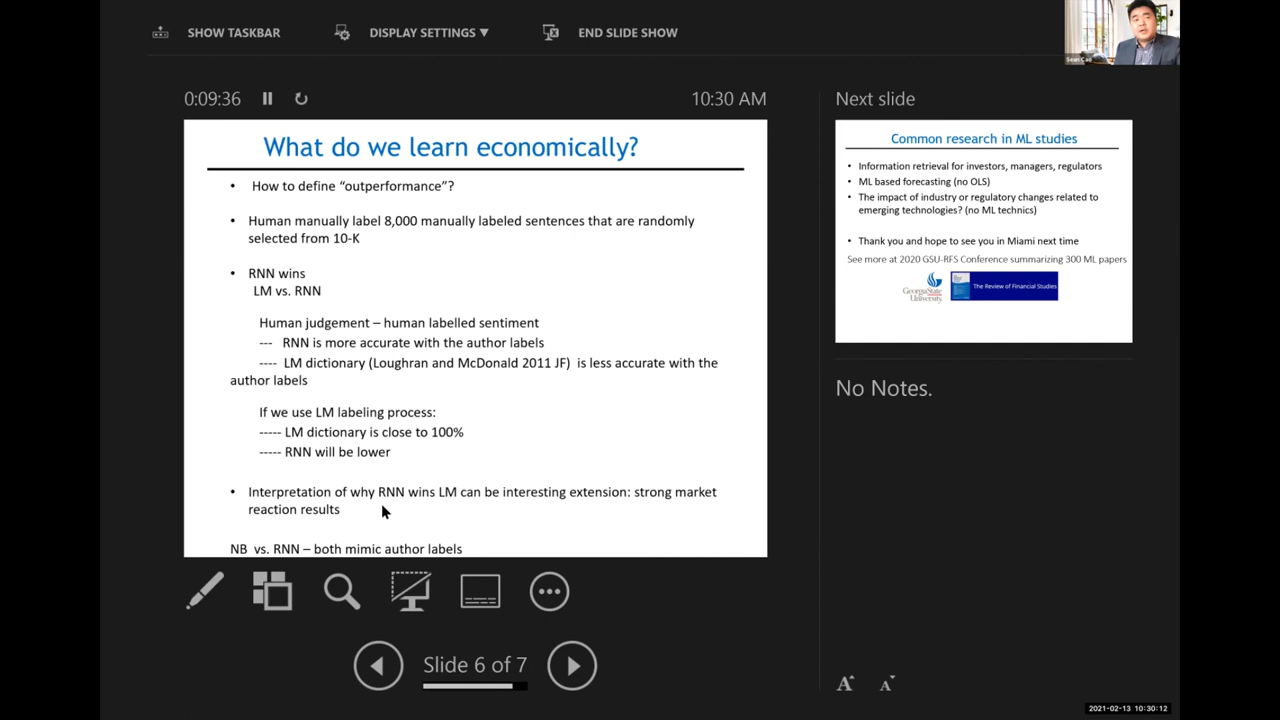 SHOW TASKBAR
DISPLAY SETTINGS ▼
END SLIDE SHOW
Sean Cao
0:09:36
10:30 AM
Next slide
What do we learn economically?
• How to define “outperformance”?
• Human manually label 8,000 manually labeled sentences that are randomly
selected from 10-K
• RNN wins
LM vs. RNN
Human judgement – human labelled sentiment
--- RNN is more accurate with the author labels
---- LM dictionary (Loughran and McDonald 2011 JF) is less accurate with the
author labels
If we use LM labeling process:
----- LM dictionary is close to 100%
----- RNN will be lower
• Interpretation of why RNN wins LM can be interesting extension: strong market
reaction results
NB vs. RNN – both mimic author labels
Common research in ML studies
• Information retrieval for investors, managers, regulators
• ML based forecasting (no OLS)
• The impact of industry or regulatory changes related to
emerging technologies? (no ML technics)
• Thank you and hope to see you in Miami next time
See more at 2020 GSU-RFS Conference summarizing 300 ML papers
GeorgiaState
University
The Review of Financial Studies
No Notes.
Slide 6 of 7
A A
2021-02-13 10:30:12